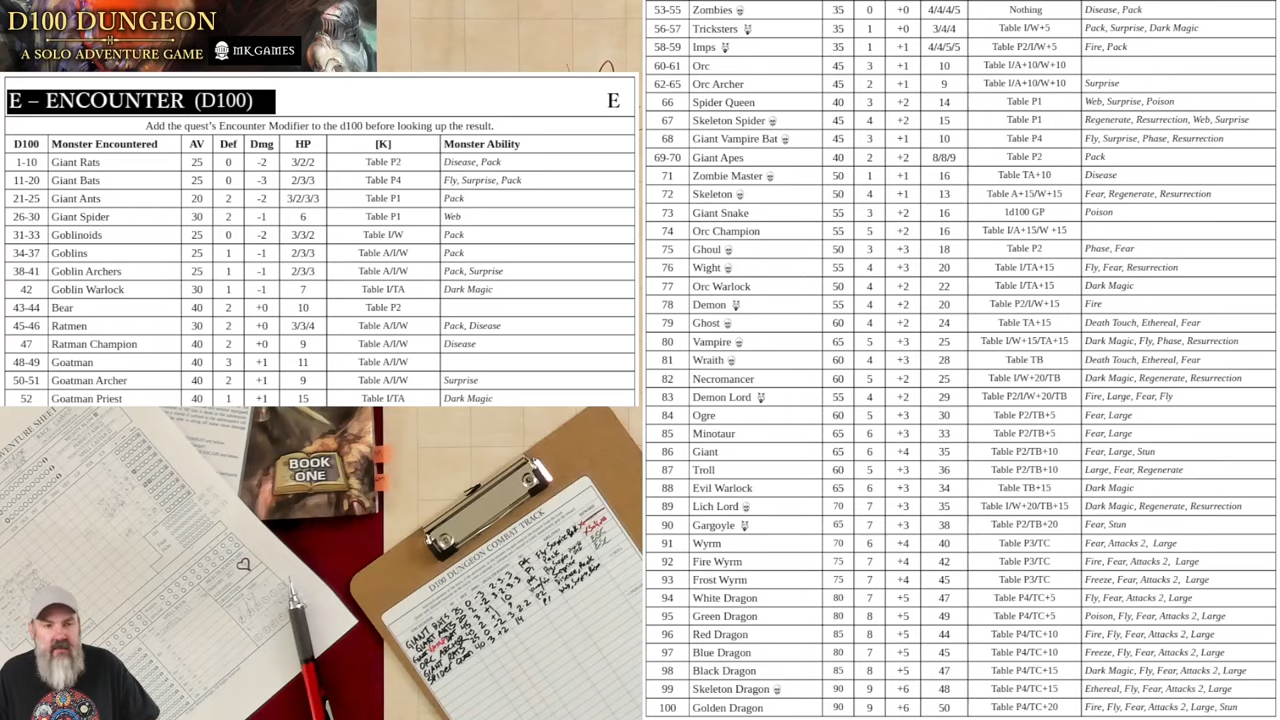 D100 DUNGEON
A SOLO ADVENTURE GAME MK.GAMES
E – ENCOUNTER (D100) E
Add the quest's Encounter Modifier to the d100 before looking up the result.
D100 Monster Encountered AV Def Dmg HP [K] Monster Ability
1-10 Giant Rats 25 0 -2 3/2/2 Table P2 Disease, Pack
11-20 Giant Bats 25 0 -3 2/3/3 Table P4 Fly, Surprise, Pack
21-25 Giant Ants 20 2 -2 3/2/3/3 Table P1 Pack
26-30 Giant Spider 30 2 -1 6 Table P1 Web
31-33 Goblinoids 25 0 -2 3/3/2 Table I/W Pack
34-37 Goblins 25 1 -1 2/3/3 Table A/I/W Pack
38-41 Goblin Archers 25 1 -1 2/3/3 Table A/I/W Pack, Surprise
42 Goblin Warlock 30 1 -1 7 Table I/TA Dark Magic
43-44 Bear 40 2 +0 10 Table P2
45-46 Ratmen 30 2 +0 3/3/4 Table A/I/W Pack, Disease
47 Ratman Champion 40 2 +0 9 Table A/I/W Disease
48-49 Goatman 40 3 +1 11 Table A/I/W
50-51 Goatman Archer 40 2 +1 9 Table A/I/W Surprise
52 Goatman Priest 40 1 +1 15 Table I/TA Dark Magic
53-55 Zombies 35 0 +0 4/4/4/5 Nothing Disease, Pack
56-57 Tricksters 35 1 +0 3/4/4 Table I/W+5 Pack, Surprise, Dark Magic
58-59 Imps 35 1 +1 4/4/5/5 Table P2/I/W+5 Fire, Pack
60-61 Orc 45 3 +1 10 Table I/A+10/W+10
62-65 Orc Archer 45 2 +1 9 Table I/A+10/W+10 Surprise
66 Spider Queen 40 3 +2 14 Table P1 Web, Surprise, Poison
67 Skeleton Spider 45 4 +2 15 Table P1 Regenerate, Resurrection, Web, Surprise
68 Giant Vampire Bat 45 3 +1 10 Table P4 Fly, Surprise, Phase, Resurrection
69-70 Giant Apes 40 2 +2 8/8/9 Table P2 Pack
71 Zombie Master 50 1 +1 16 Table TA+10 Disease
72 Skeleton 50 4 +1 13 Table A+15/W+15 Fear, Regenerate, Resurrection
73 Giant Snake 55 3 +2 16 1d100 GP Poison
74 Orc Champion 55 5 +2 16 Table I/A+15/W +15
75 Ghoul 50 3 +3 18 Table P2 Phase, Fear
76 Wight 55 4 +3 20 Table I/TA+15 Fly, Fear, Resurrection
77 Orc Warlock 50 4 +2 22 Table I/TA+15 Dark Magic
78 Demon 55 4 +2 20 Table P2/I/W+15 Fire
79 Ghost 60 4 +2 24 Table TA+15 Death Touch, Ethereal, Fear
80 Vampire 65 5 +3 25 Table I/W+15/TA+15 Dark Magic, Fly, Phase, Resurrection
81 Wraith 60 4 +3 28 Table TB Death Touch, Ethereal, Fear
82 Necromancer 60 5 +2 25 Table I/W+20/TB Dark Magic, Regenerate, Resurrection
83 Demon Lord 55 4 +2 29 Table P2/I/W+20/TB Fire, Large, Fear, Fly
84 Ogre 60 5 +3 30 Table P2/TB+5 Fear, Large
85 Minotaur 65 6 +3 33 Table P2/TB+5 Fear, Large
86 Giant 65 6 +4 35 Table P2/TB+10 Fear, Large, Stun
87 Troll 60 5 +3 36 Table P2/TB+10 Large, Fear, Regenerate
88 Evil Warlock 65 6 +3 34 Table TB+15 Dark Magic
89 Lich Lord 70 7 +3 35 Table I/W+20/TB+15 Dark Magic, Regenerate, Resurrection
90 Gargoyle 65 7 +3 38 Table P2/TB+20 Fear, Stun
91 Wyrm 70 6 +4 40 Table P3/TC Fear, Attacks 2, Large
92 Fire Wyrm 75 7 +4 42 Table P3/TC Fire, Fear, Attacks 2, Large
93 Frost Wyrm 75 7 +4 45 Table P3/TC Freeze, Fear, Attacks 2, Large
94 White Dragon 80 7 +5 47 Table P4/TC+5 Fly, Fear, Attacks 2, Large
95 Green Dragon 80 8 +5 49 Table P4/TC+5 Poison, Fly, Fear, Attacks 2, Large
96 Red Dragon 85 8 +5 44 Table P4/TC+10 Fire, Fly, Fear, Attacks 2, Large
97 Blue Dragon 80 7 +5 45 Table P4/TC+10 Freeze, Fly, Fear, Attacks 2, Large
98 Black Dragon 85 8 +5 47 Table P4/TC+15 Dark Magic, Fly, Fear, Attacks 2, Large
99 Skeleton Dragon 90 9 +6 48 Table P4/TC+15 Ethereal, Fly, Fear, Attacks 2, Large
100 Golden Dragon 90 9 +6 50 Table P4/TC+20 Fire, Fly, Fear, Attacks 2, Large, Stun
BOOK
ONE
D100 DUNGEON COMBAT TRACK